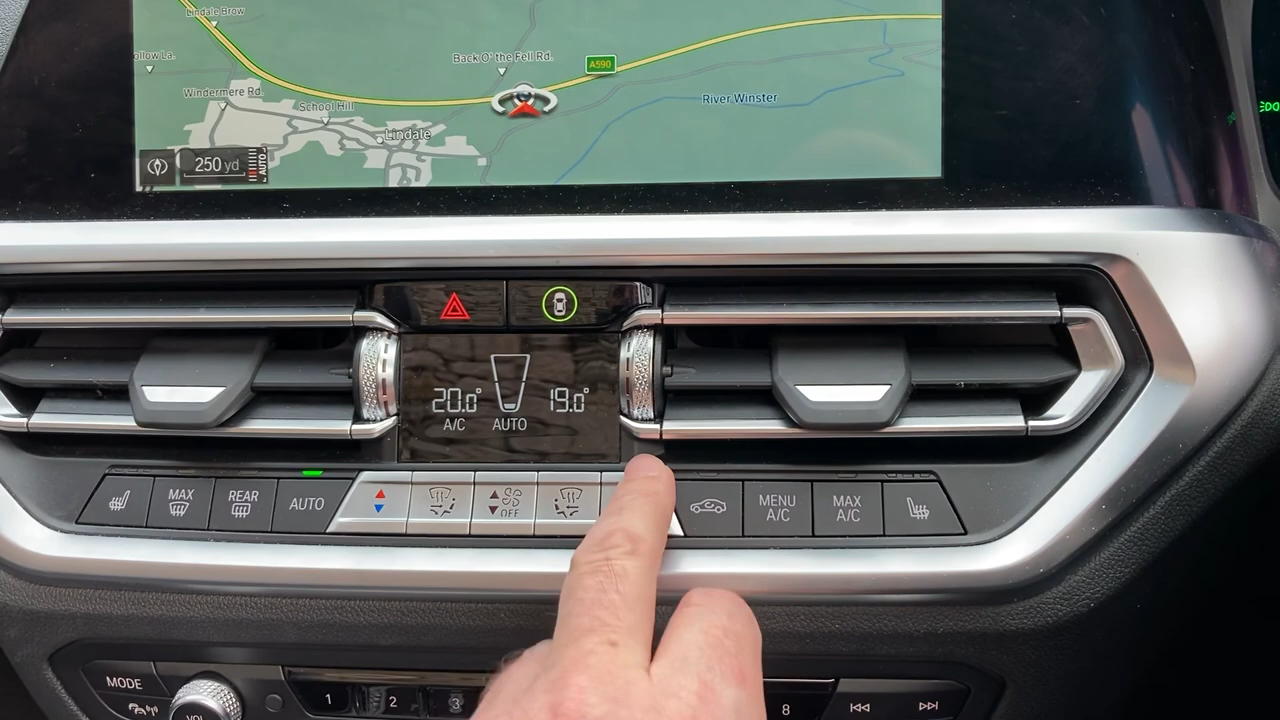 Lindale Brow
ollow La.
Back O' the Fell Rd.
A590
Windermere Rd.
School Hill
River Winster
Lindale
250 yd
AUTO
20.0°
19.0°
A/C
AUTO
MAX
REAR
AUTO
OFF
MENU
A/C
MAX
A/C
MODE
VOL
1
2
3
8